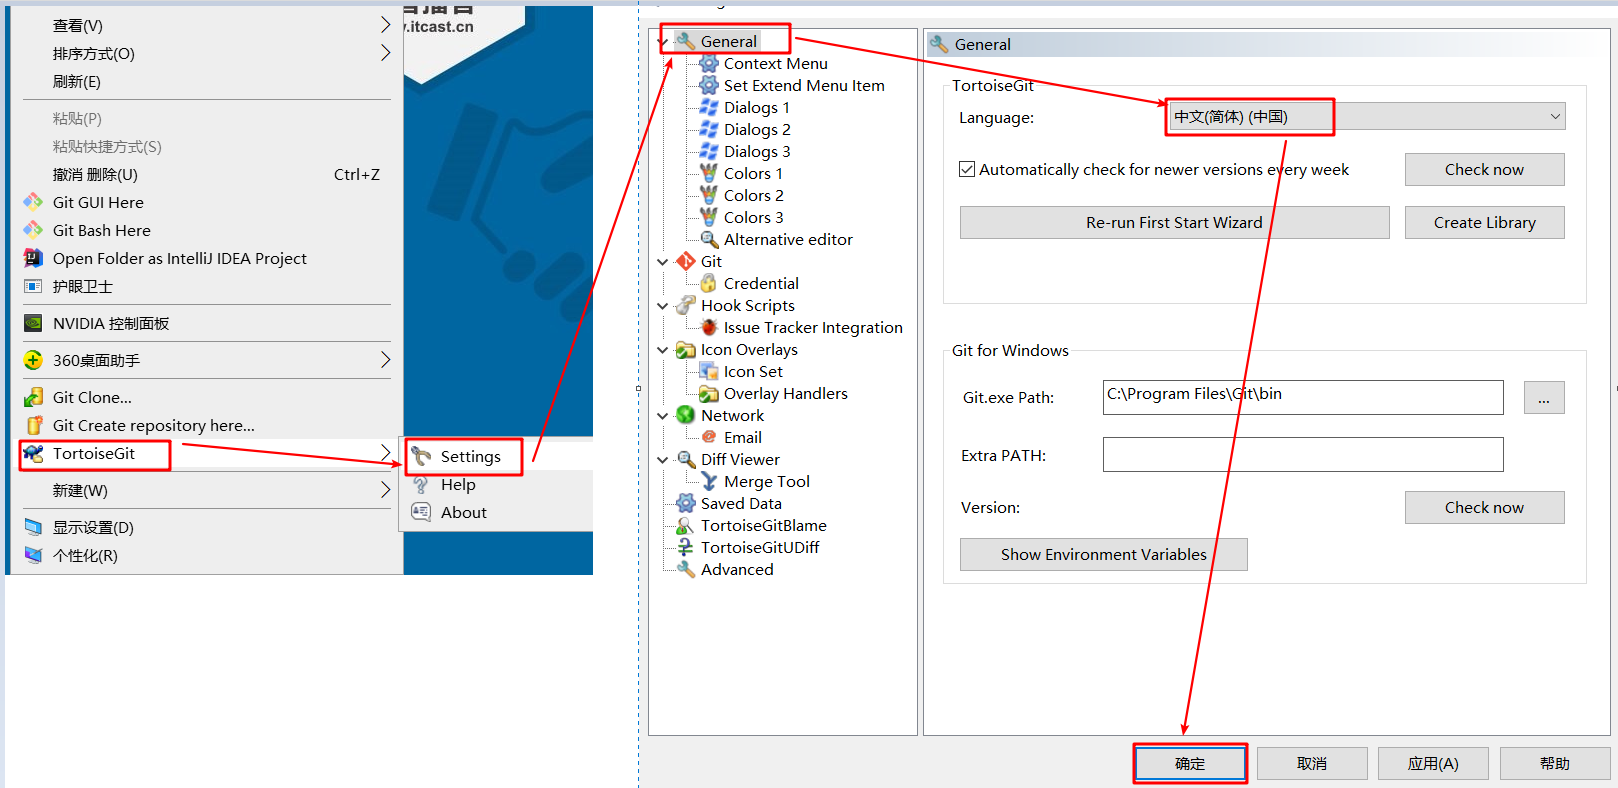 .itcast.cn
查看(V)
排序方式(O)
刷新(E)
粘贴(P)
粘贴快捷方式(S)
撤消 删除(U) Ctrl+Z
Git GUI Here
Git Bash Here
Open Folder as IntelliJ IDEA Project
护眼卫士
NVIDIA 控制面板
360桌面助手
Git Clone...
Git Create repository here...
TortoiseGit
新建(W)
显示设置(D)
个性化(R)
Settings
Help
About
General
Context Menu
Set Extend Menu Item
Dialogs 1
Dialogs 2
Dialogs 3
Colors 1
Colors 2
Colors 3
Alternative editor
Git
Credential
Hook Scripts
Issue Tracker Integration
Icon Overlays
Icon Set
Overlay Handlers
Network
Email
Diff Viewer
Merge Tool
Saved Data
TortoiseGitBlame
TortoiseGitUDiff
Advanced
General
TortoiseGit
Language: 中文(简体) (中国)
Automatically check for newer versions every week
Check now
Re-run First Start Wizard
Create Library
Git for Windows
Git.exe Path: C:\Program Files\Git\bin ...
Extra PATH:
Version:
Check now
Show Environment Variables
确定
取消
应用(A)
帮助